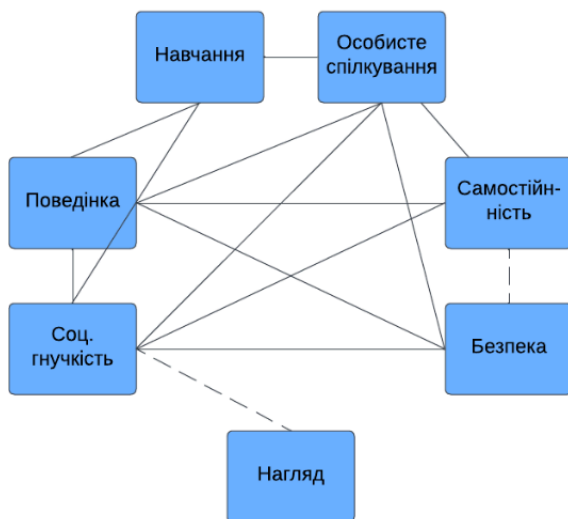 Навчання
Особисте
спілкування
Поведінка
Самостійн-
ність
Соц.
гнучкість
Безпека
Нагляд